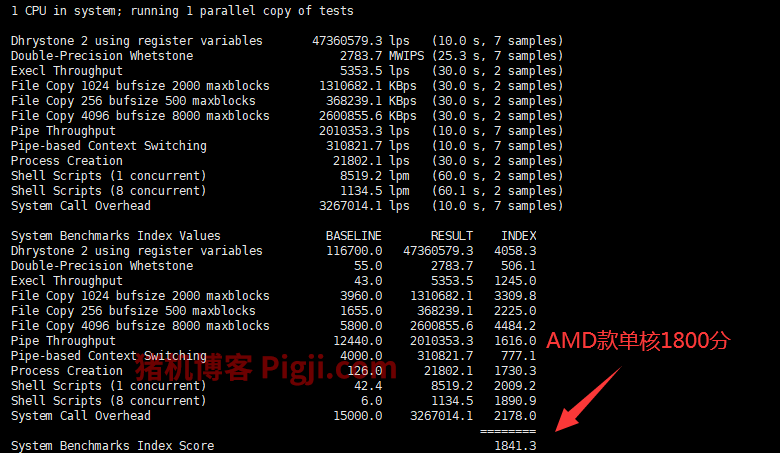 1 CPU in system; running 1 parallel copy of tests
Dhrystone 2 using register variables 47360579.3 lps (10.0 s, 7 samples)
Double-Precision Whetstone 2783.7 MWIPS (25.3 s, 7 samples)
Execl Throughput 5353.5 lps (30.0 s, 2 samples)
File Copy 1024 bufsize 2000 maxblocks 1310682.1 KBps (30.0 s, 2 samples)
File Copy 256 bufsize 500 maxblocks 368239.1 KBps (30.0 s, 2 samples)
File Copy 4096 bufsize 8000 maxblocks 2600855.6 KBps (30.0 s, 2 samples)
Pipe Throughput 2010353.3 lps (10.0 s, 7 samples)
Pipe-based Context Switching 310821.7 lps (10.0 s, 7 samples)
Process Creation 21802.1 lps (30.0 s, 2 samples)
Shell Scripts (1 concurrent) 8519.2 lpm (60.0 s, 2 samples)
Shell Scripts (8 concurrent) 1134.5 lpm (60.1 s, 2 samples)
System Call Overhead 3267014.1 lps (10.0 s, 7 samples)
System Benchmarks Index Values BASELINE RESULT INDEX
Dhrystone 2 using register variables 116700.0 47360579.3 4058.3
Double-Precision Whetstone 55.0 2783.7 506.1
Execl Throughput 43.0 5353.5 1245.0
File Copy 1024 bufsize 2000 maxblocks 3960.0 1310682.1 3309.8
File Copy 256 bufsize 500 maxblocks 1655.0 368239.1 2225.0
File Copy 4096 bufsize 8000 maxblocks 5800.0 2600855.6 4484.2
Pipe Throughput 12440.0 2010353.3 1616.0
AMD款单核1800分
Pipe-based Context Switching 4000.0 310821.7 777.1
猪机博客 Pigji.com
Process Creation 126.0 21802.1 1730.3
Shell Scripts (1 concurrent) 42.4 8519.2 2009.2
Shell Scripts (8 concurrent) 6.0 1134.5 1890.9
System Call Overhead 15000.0 3267014.1 2178.0
========
System Benchmarks Index Score 1841.3